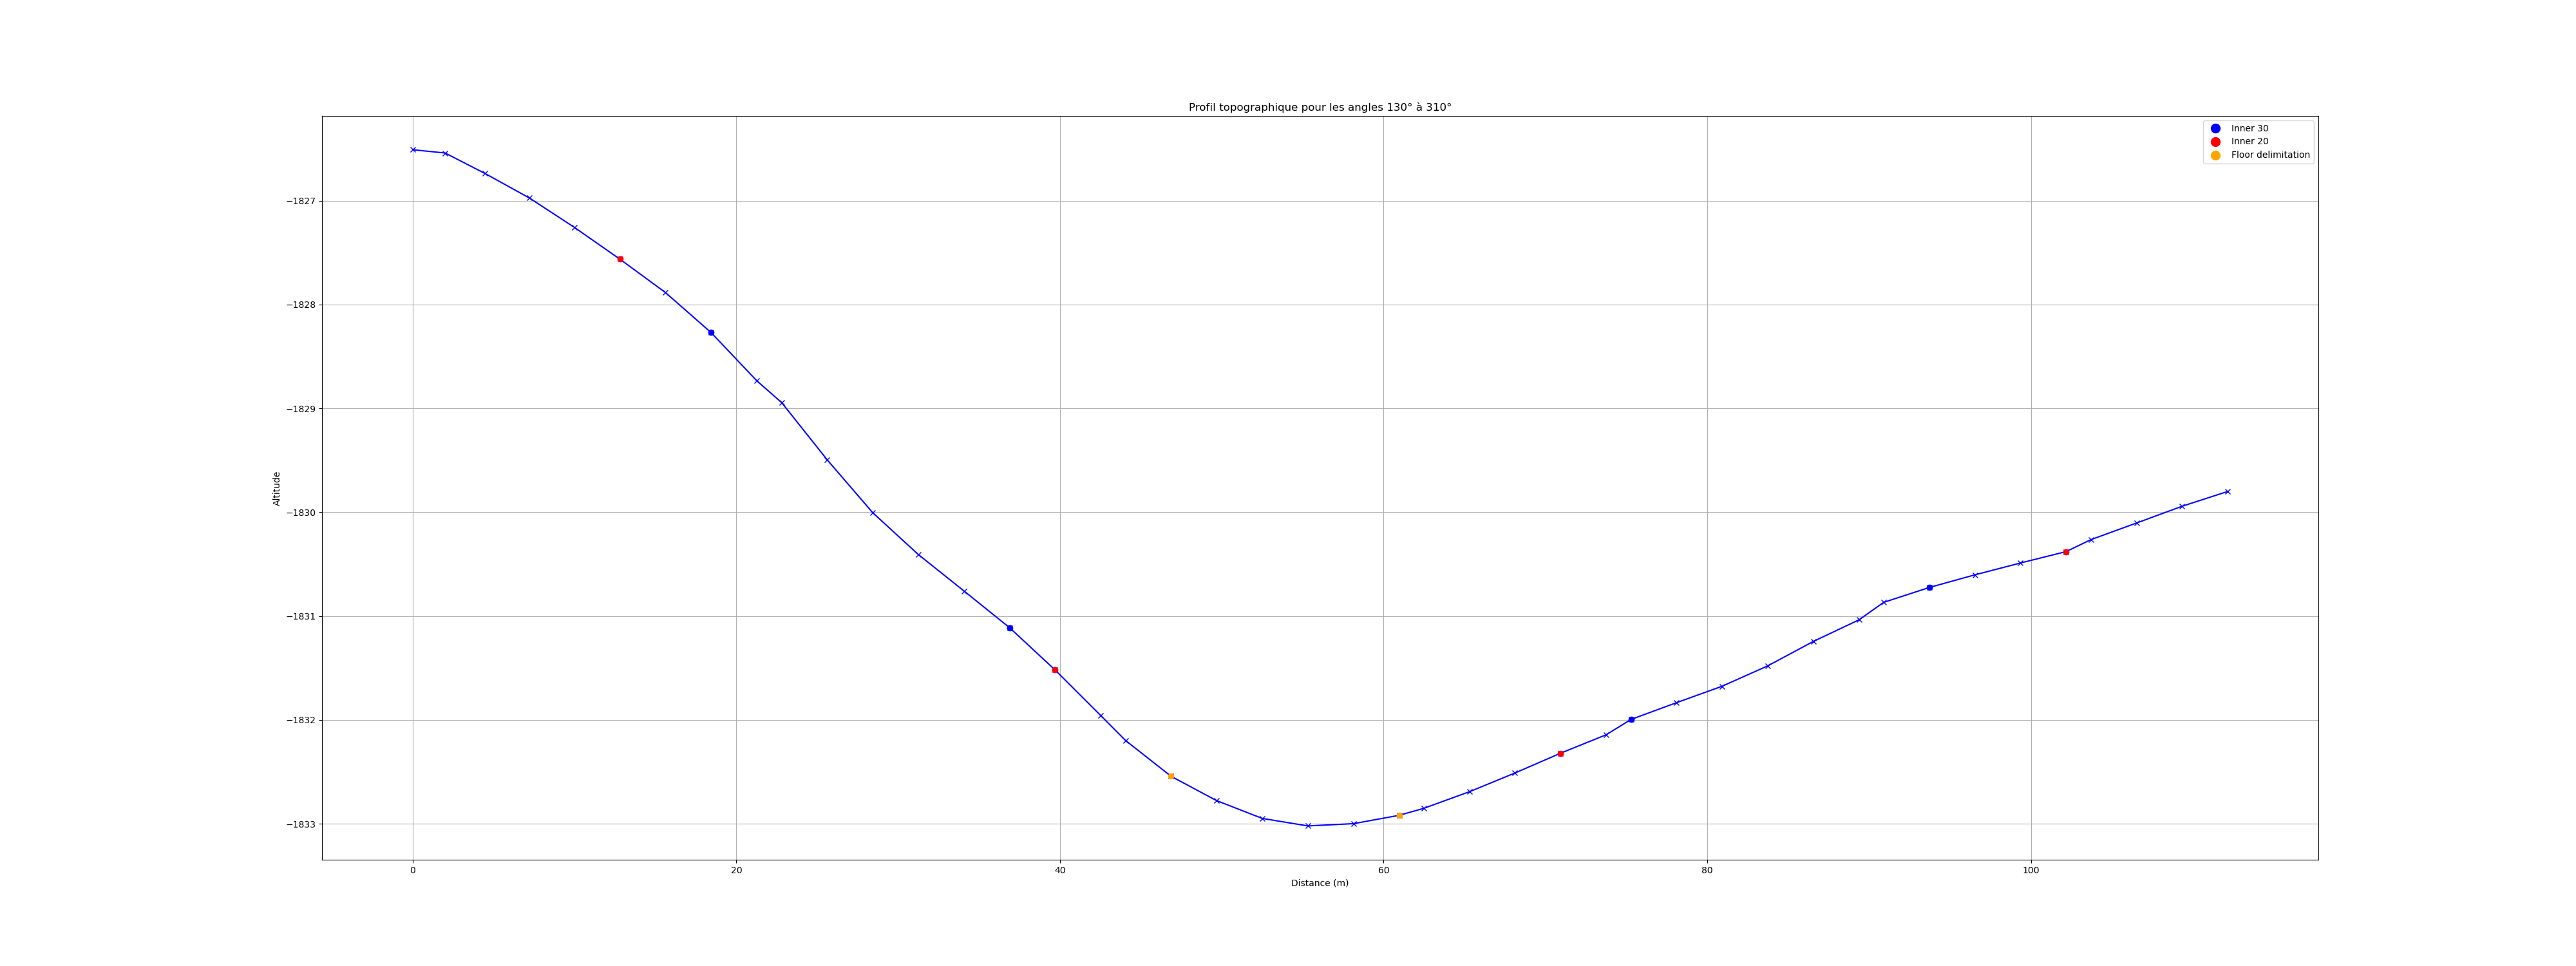 Profil topographique pour les angles 130° à 310°
Inner 30
Inner 20
Floor delimitation
−1827
−1828
−1829
−1830
−1831
−1832
−1833
Altitude
0 20 40 60 80 100
Distance (m)